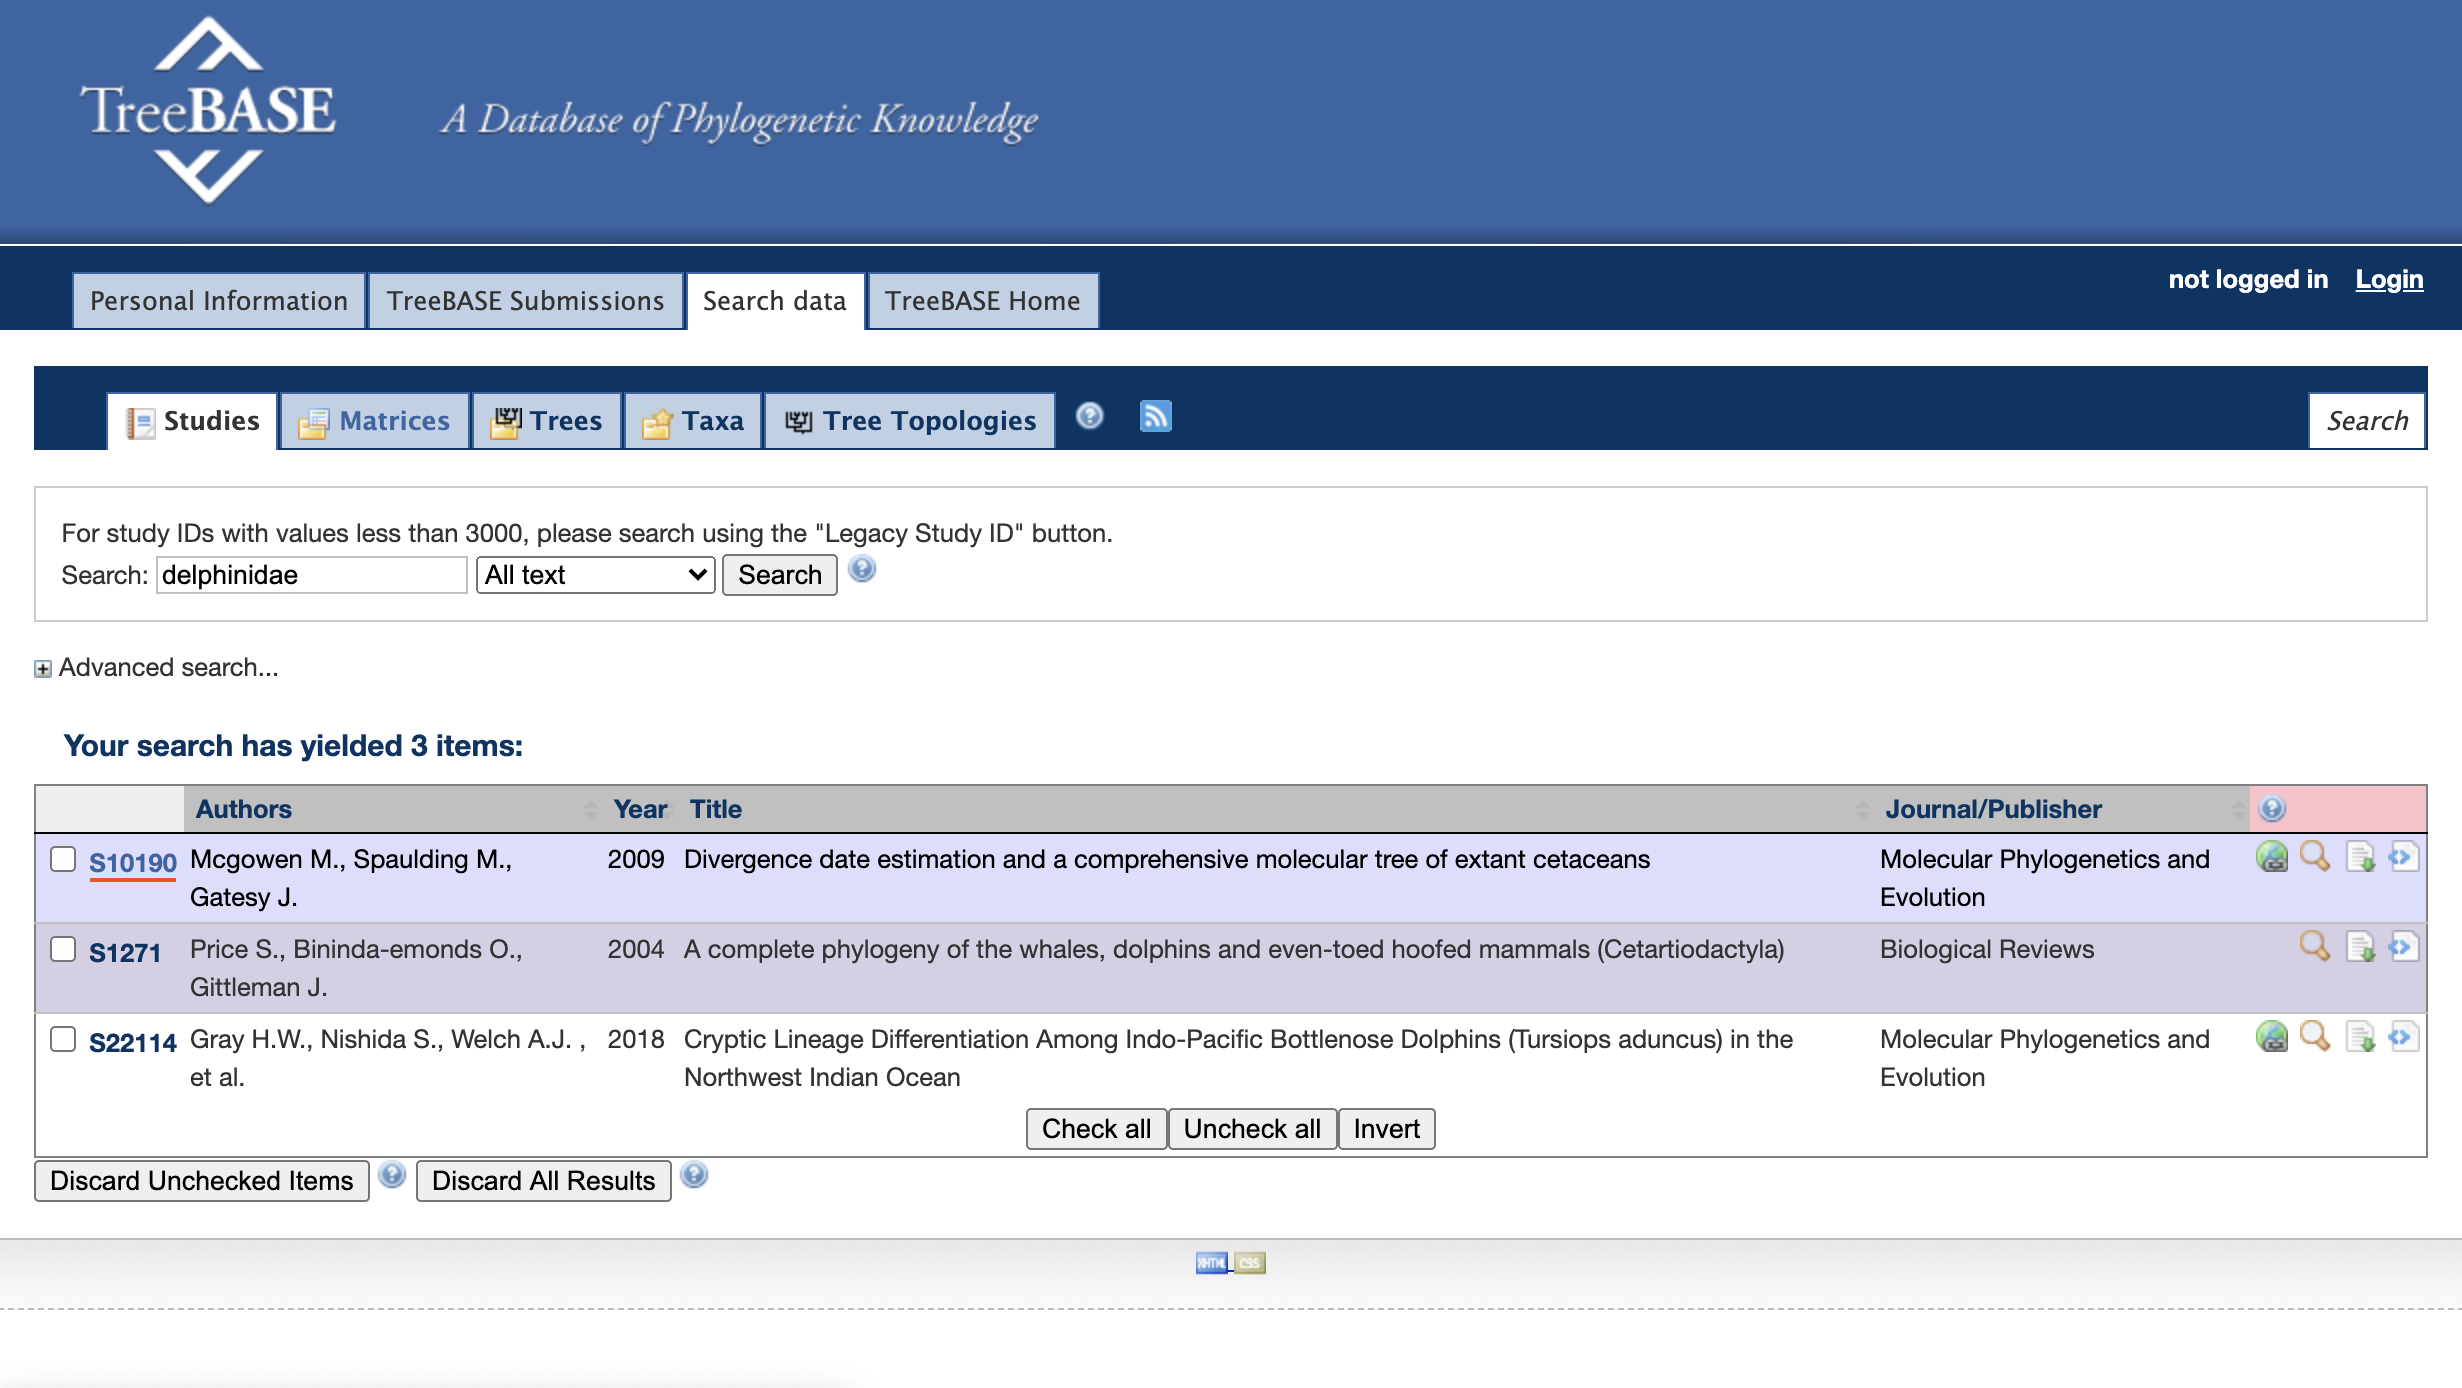 TreeBASE
A Database of Phylogenetic Knowledge
Personal Information TreeBASE Submissions Search data TreeBASE Home not logged in Login
Studies Matrices Trees Taxa Tree Topologies Search
For study IDs with values less than 3000, please search using the "Legacy Study ID" button.
Search: delphinidae All text Search
Advanced search...
Your search has yielded 3 items:
Authors Year Title Journal/Publisher
S10190 Mcgowen M., Spaulding M., 2009 Divergence date estimation and a comprehensive molecular tree of extant cetaceans Molecular Phylogenetics and
Gatesy J. Evolution
S1271 Price S., Bininda-emonds O., 2004 A complete phylogeny of the whales, dolphins and even-toed hoofed mammals (Cetartiodactyla) Biological Reviews
Gittleman J.
S22114 Gray H.W., Nishida S., Welch A.J. , 2018 Cryptic Lineage Differentiation Among Indo-Pacific Bottlenose Dolphins (Tursiops aduncus) in the Molecular Phylogenetics and
et al. Northwest Indian Ocean Evolution
Check all Uncheck all Invert
Discard Unchecked Items Discard All Results
XHTML CSS